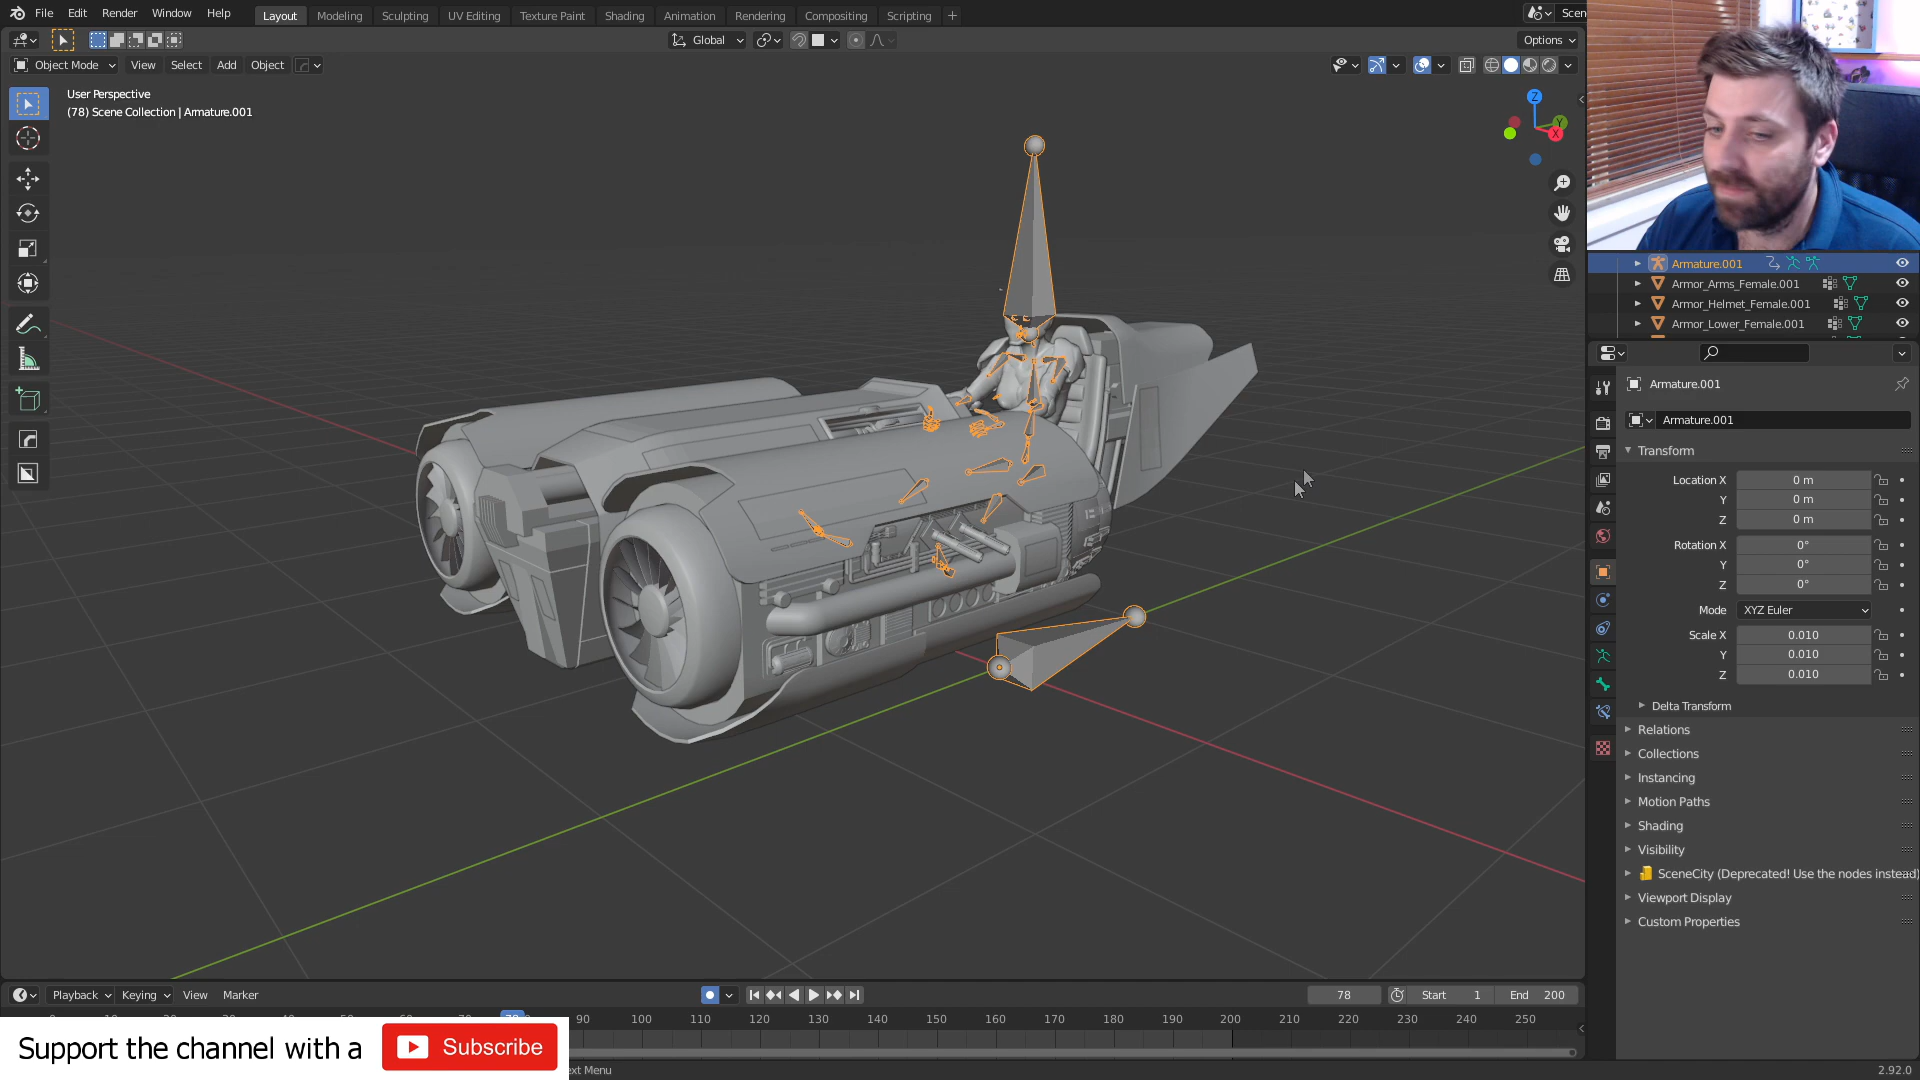 File Edit Render Window Help Layout Modeling Sculpting UV Editing Texture Paint Shading Animation Rendering Compositing Scripting + Scen
Global Options
Object Mode View Select Add Object
User Perspective
(78) Scene Collection | Armature.001
Z
Y
X
Armature.001
Armor_Arms_Female.001
Armor_Helmet_Female.001
Armor_Lower_Female.001
Armature.001
Armature.001
Transform
Location X 0 m
Y 0 m
Z 0 m
Rotation X 0°
Y 0°
Z 0°
Mode XYZ Euler
Scale X 0.010
Y 0.010
Z 0.010
Delta Transform
Relations
Collections
Instancing
Motion Paths
Shading
Visibility
SceneCity (Deprecated! Use the nodes instead)
Viewport Display
Custom Properties
Playback Keying View Marker 78 Start 1 End 200
90 100 110 120 130 140 150 160 170 180 190 200 210 220 230 240 250
Support the channel with a Subscribe
ext Menu 2.92.0